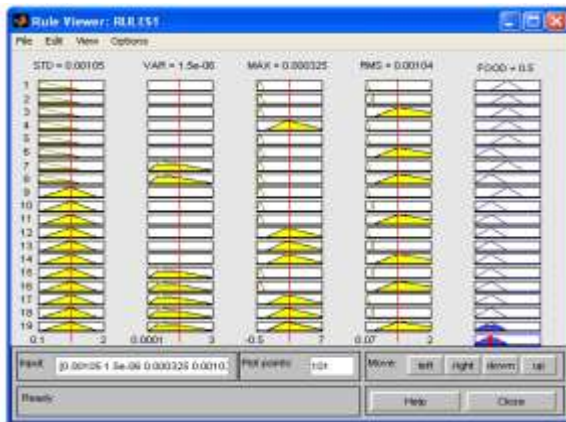 Rule Viewer: RULES1
File Edit View Options
STD = 0.00105 VAR = 1.5e-06 MAX = 0.000325 RMS = 0.00104 FOOD = 0.5
1
2
3
4
5
6
7
8
9
10
11
12
13
14
15
16
17
18
19
0.1 2 0.0001 3 -0.5 7 0.07 2
Input: [0.00105 1.5e-06 0.000325 0.0010 Plot points: 101 Move: left right down up
Ready
Help Close